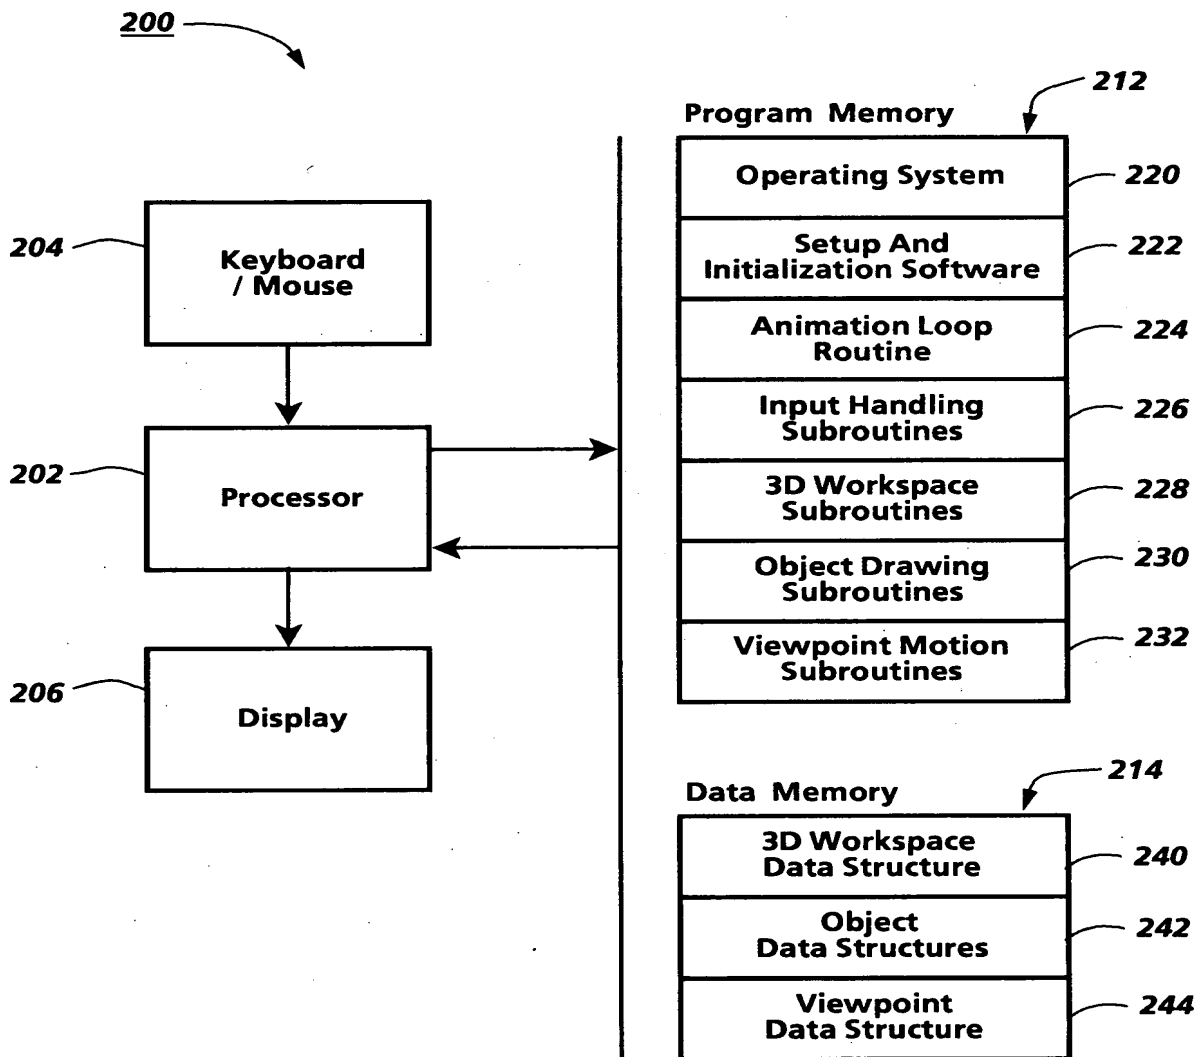 200
212
Program Memory
Operating System
220
204
Keyboard
/ Mouse
Setup And
Initialization Software
222
Animation Loop
Routine
224
Input Handling
Subroutines
226
202
Processor
3D Workspace
Subroutines
228
Object Drawing
Subroutines
230
Viewpoint Motion
Subroutines
232
206
Display
214
Data Memory
3D Workspace
Data Structure
240
Object
Data Structures
242
Viewpoint
Data Structure
244